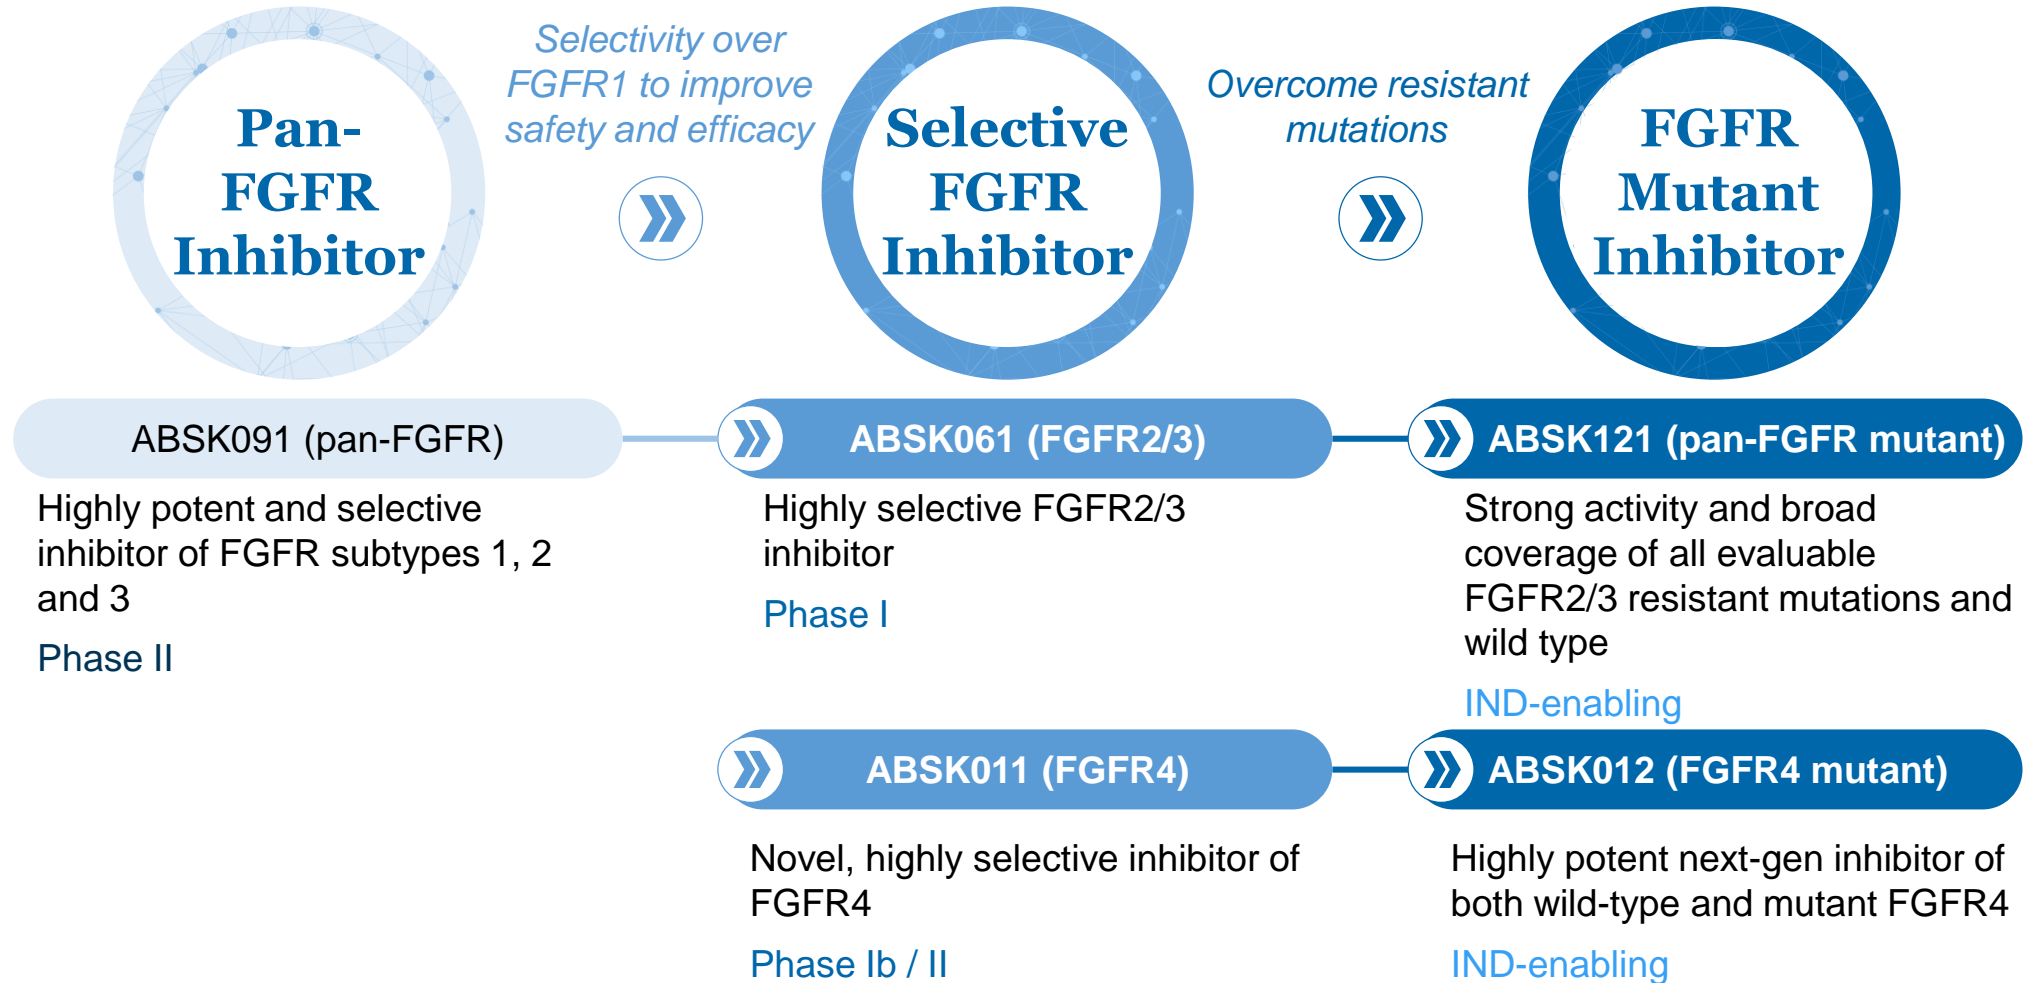 Pan-
FGFR
Inhibitor
Selectivity over
FGFR1 to improve
safety and efficacy
Selective
FGFR
Inhibitor
Overcome resistant
mutations
FGFR
Mutant
Inhibitor
ABSK091 (pan-FGFR)
Highly potent and selective
inhibitor of FGFR subtypes 1, 2
and 3
Phase II
ABSK061 (FGFR2/3)
Highly selective FGFR2/3
inhibitor
Phase I
ABSK121 (pan-FGFR mutant)
Strong activity and broad
coverage of all evaluable
FGFR2/3 resistant mutations and
wild type
IND-enabling
ABSK011 (FGFR4)
Novel, highly selective inhibitor of
FGFR4
Phase Ib / II
ABSK012 (FGFR4 mutant)
Highly potent next-gen inhibitor of
both wild-type and mutant FGFR4
IND-enabling